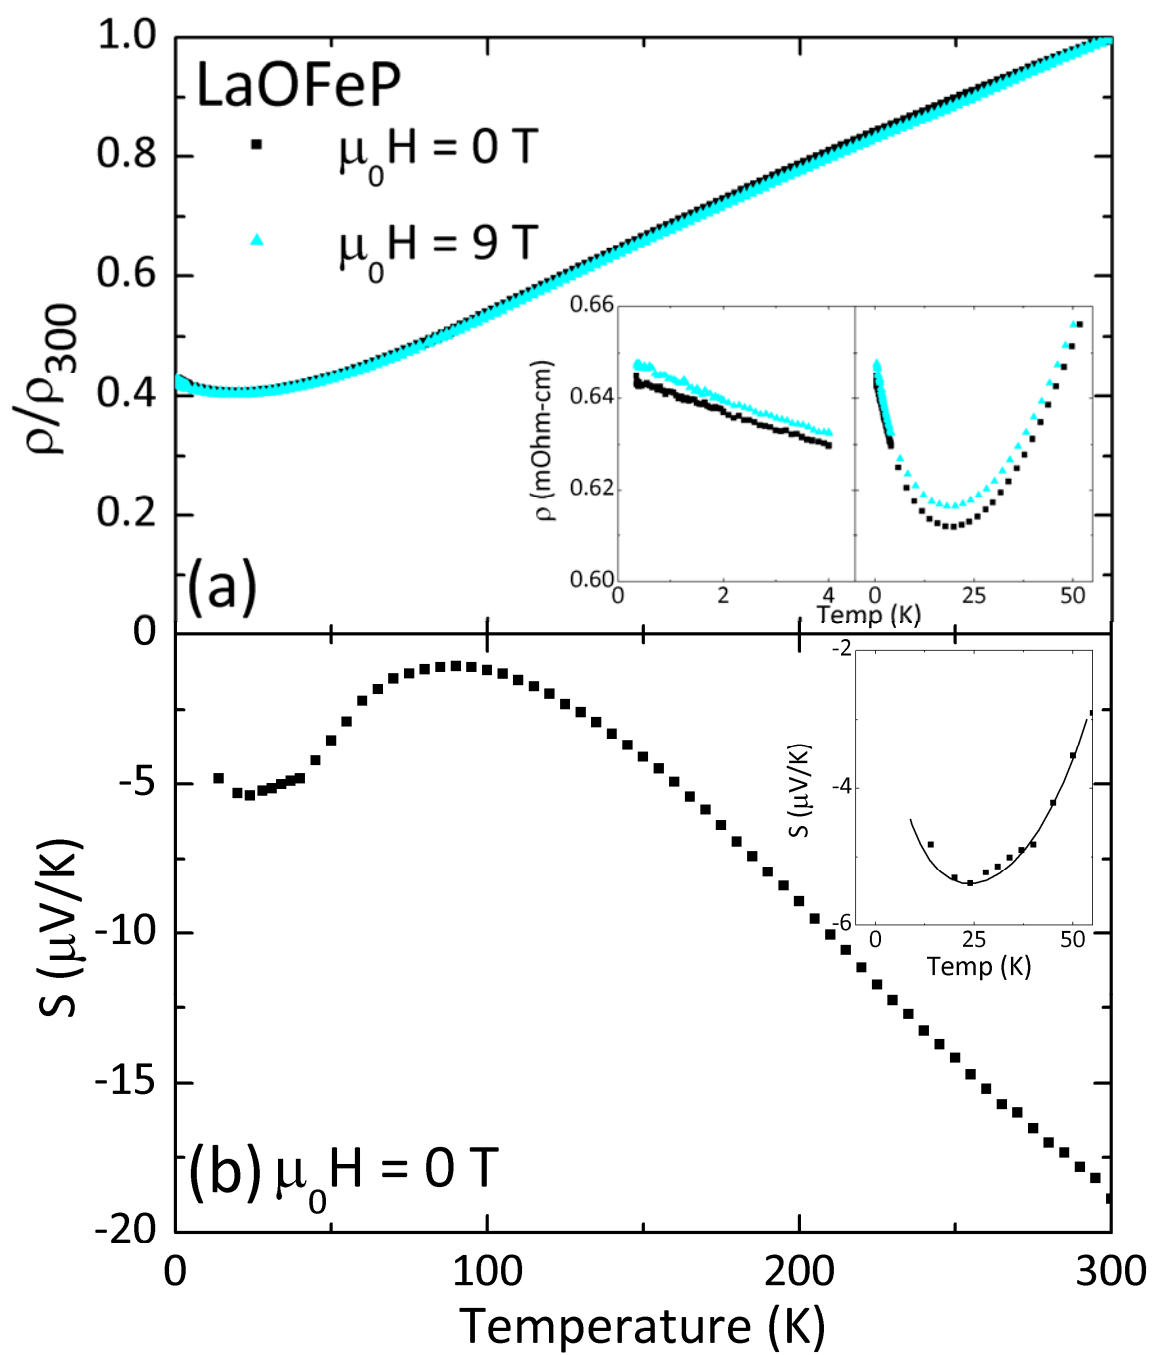 1.0
LaOFeP
μ0H = 0 T
0.8
μ0H = 9 T
0.6
0.4
0.2
0
ρ/ρ300
(a)
0.66
0.64
0.62
0.60
ρ (mOhm-cm)
0 2 4 0 25 50
Temp (K)
-5
-10
-15
-20
S (μV/K)
-2
-4
-6
S (μV/K)
0 25 50
Temp (K)
(b) μ0H = 0 T
0 100 200 300
Temperature (K)